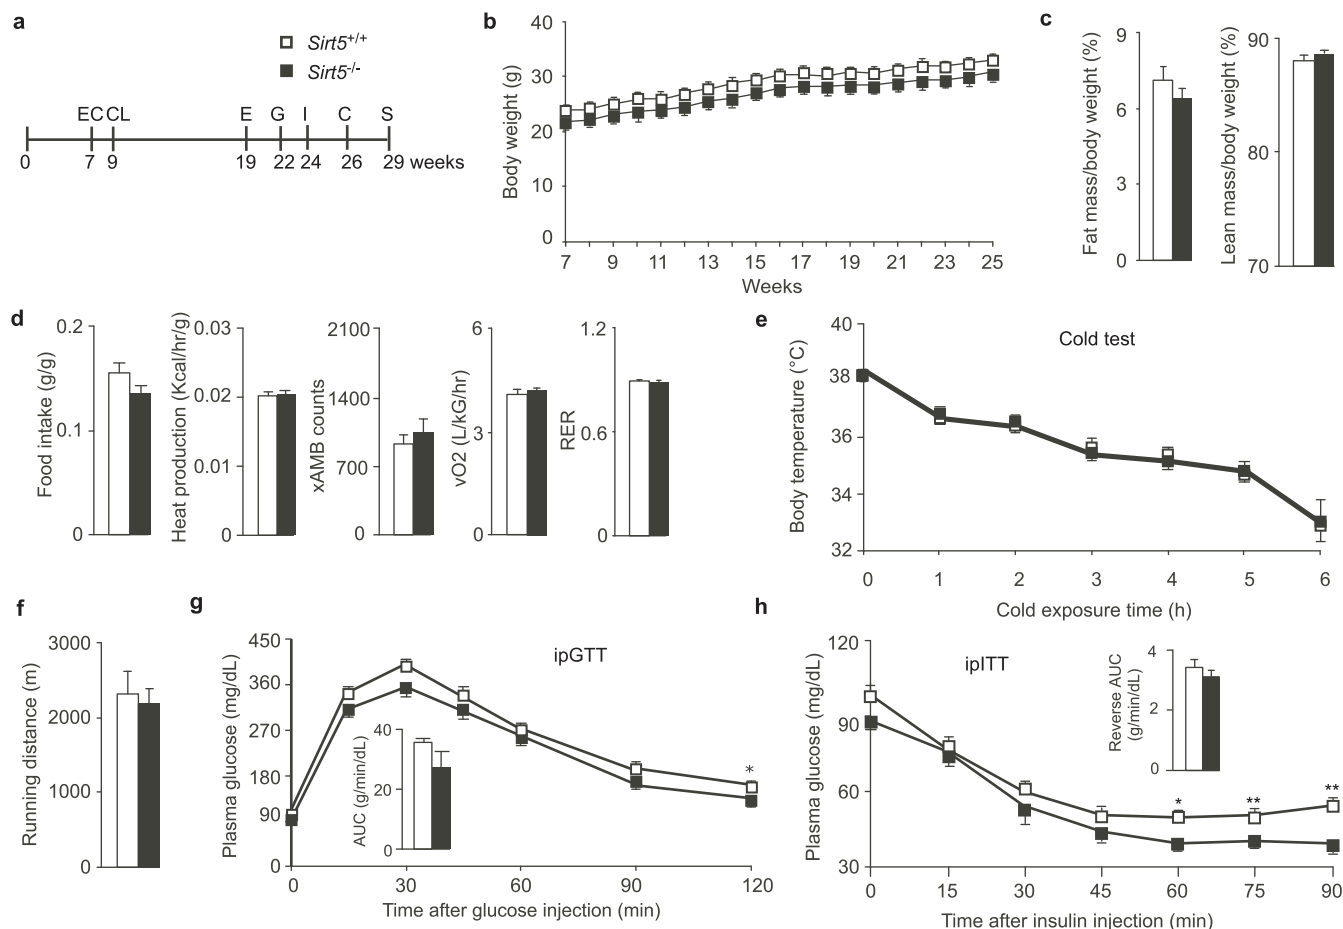 a
Sirt5+/+
Sirt5-/-
EC CL E G I C S
0 7 9 19 22 24 26 29 weeks
b
Body weight (g)
40
30
20
10
0
7 9 11 13 15 17 19 21 23 25
Weeks
c
Fat mass/body weight (%)
9
6
3
0
Lean mass/body weight (%)
90
80
70
d
Food intake (g/g)
0.2
0.1
0
Heat production (Kcal/hr/g)
0.03
0.02
0.01
0
xAMB counts
2100
1400
700
0
vO2 (L/kG/hr)
6
3
0
RER
1.2
0.6
0
e
Cold test
Body temperature (°C)
40
38
36
34
32
0 1 2 3 4 5 6
Cold exposure time (h)
f
Running distance (m)
3000
2000
1000
0
g
ipGTT
Plasma glucose (mg/dL)
450
360
270
180
90
0
*
AUC (g/min/dL)
40
20
0
0 30 60 90 120
Time after glucose injection (min)
h
ipITT
Plasma glucose (mg/dL)
120
90
60
30
* ** **
Reverse AUC
(g/min/dL)
4
2
0
0 15 30 45 60 75 90
Time after insulin injection (min)